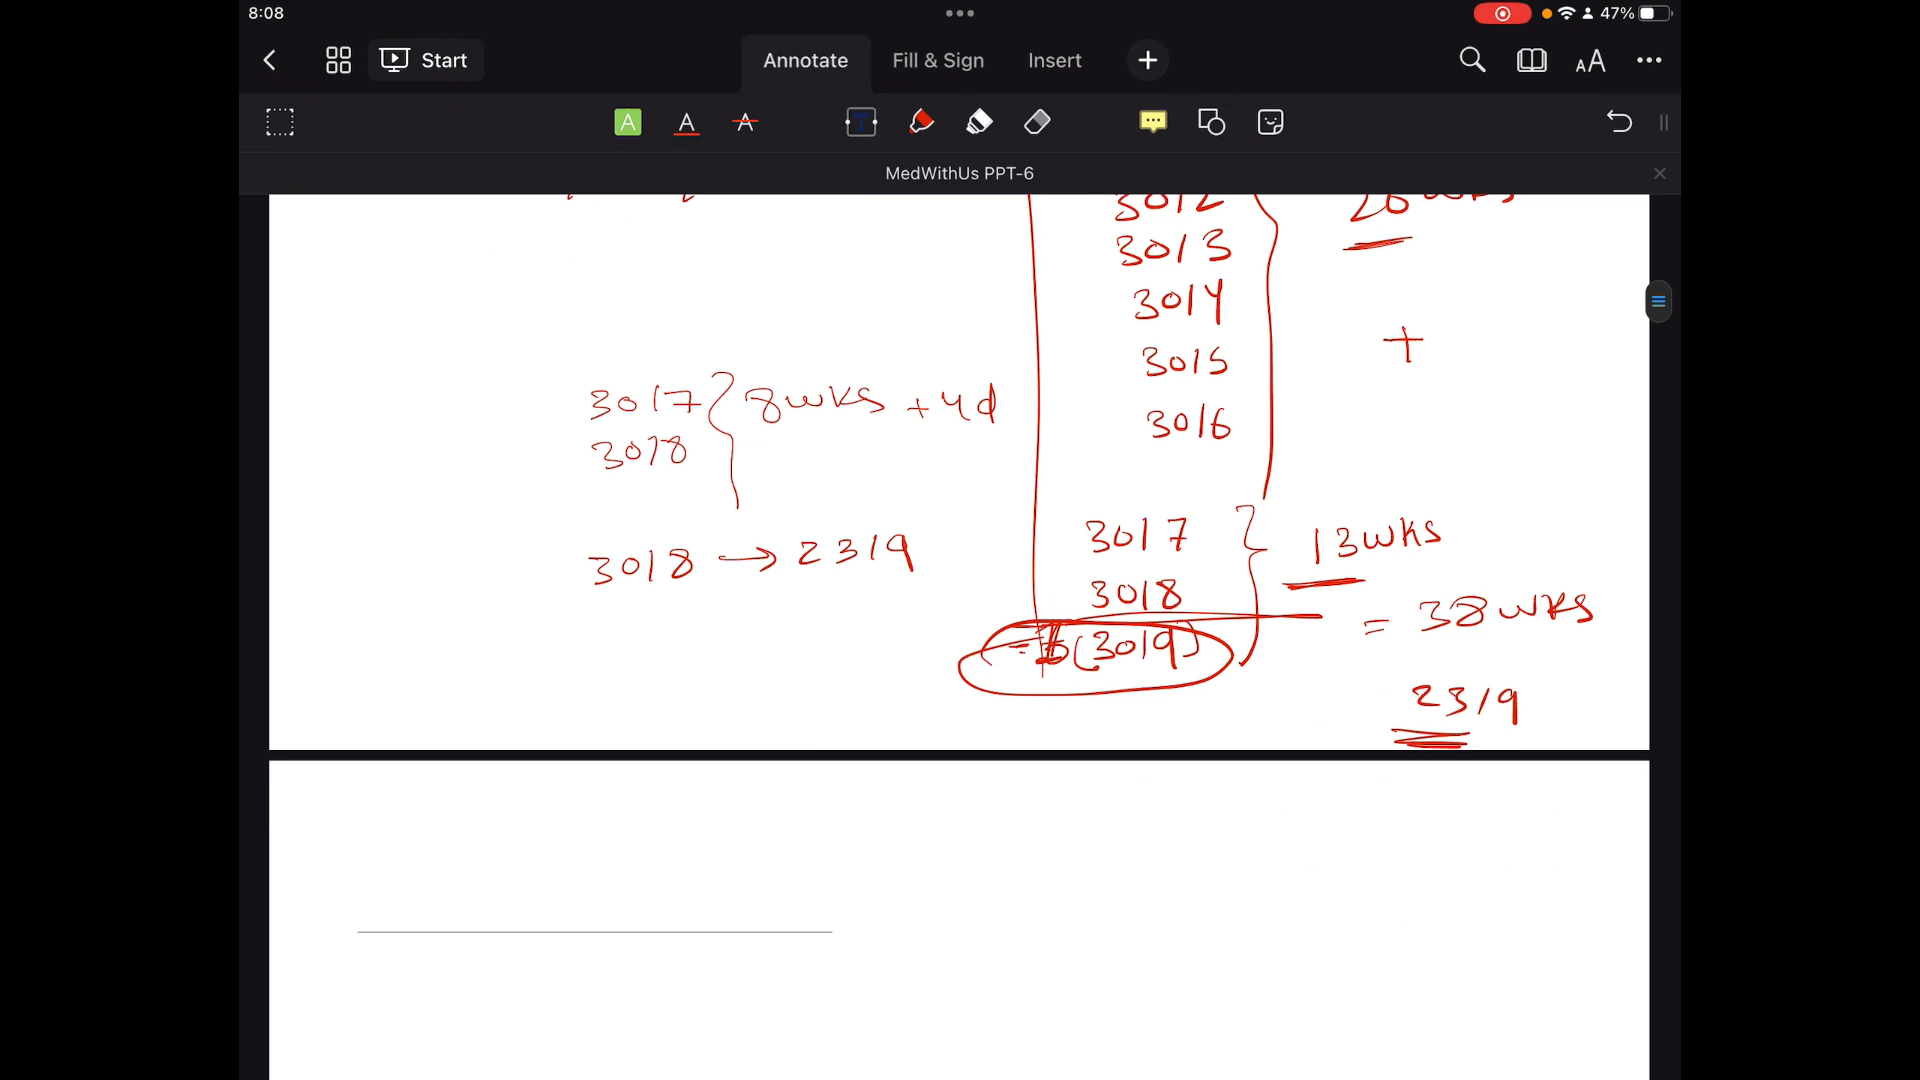 8:08
47%
Start
Annotate
Fill & Sign
Insert
MedWithUs PPT-6
3012
3013
3014
+
3015
3016
3017
3018
8wks + 4d
3018 → 2319
3017
3018
13wks
= 38wks
(3019)
2319